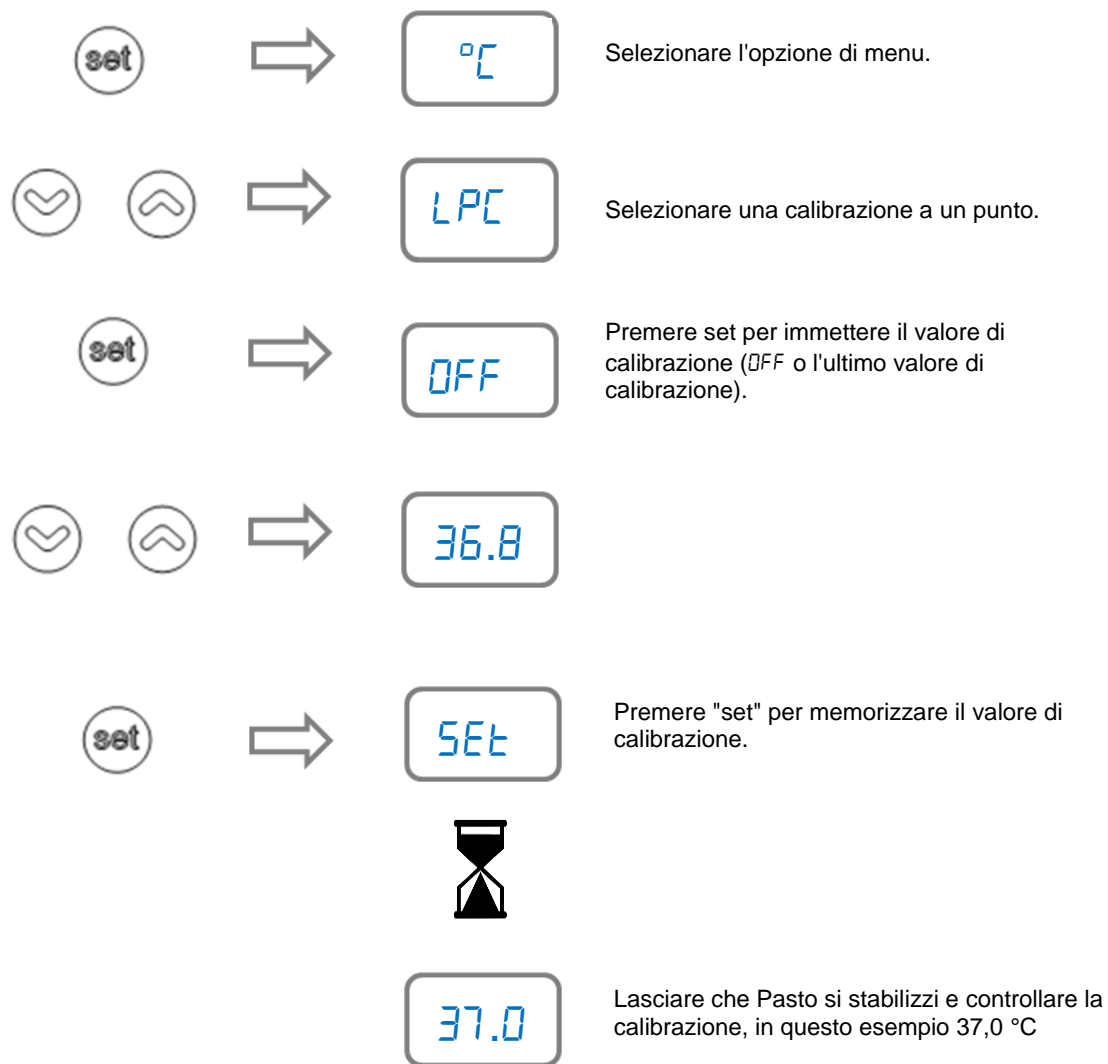 set
°C
Selezionare l'opzione di menu.
LPC
Selezionare una calibrazione a un punto.
set
OFF
Premere set per immettere il valore di
calibrazione (OFF o l'ultimo valore di
calibrazione).
36.8
set
SEt
Premere "set" per memorizzare il valore di
calibrazione.
37.0
Lasciare che Pasto si stabilizzi e controllare la
calibrazione, in questo esempio 37,0 °C